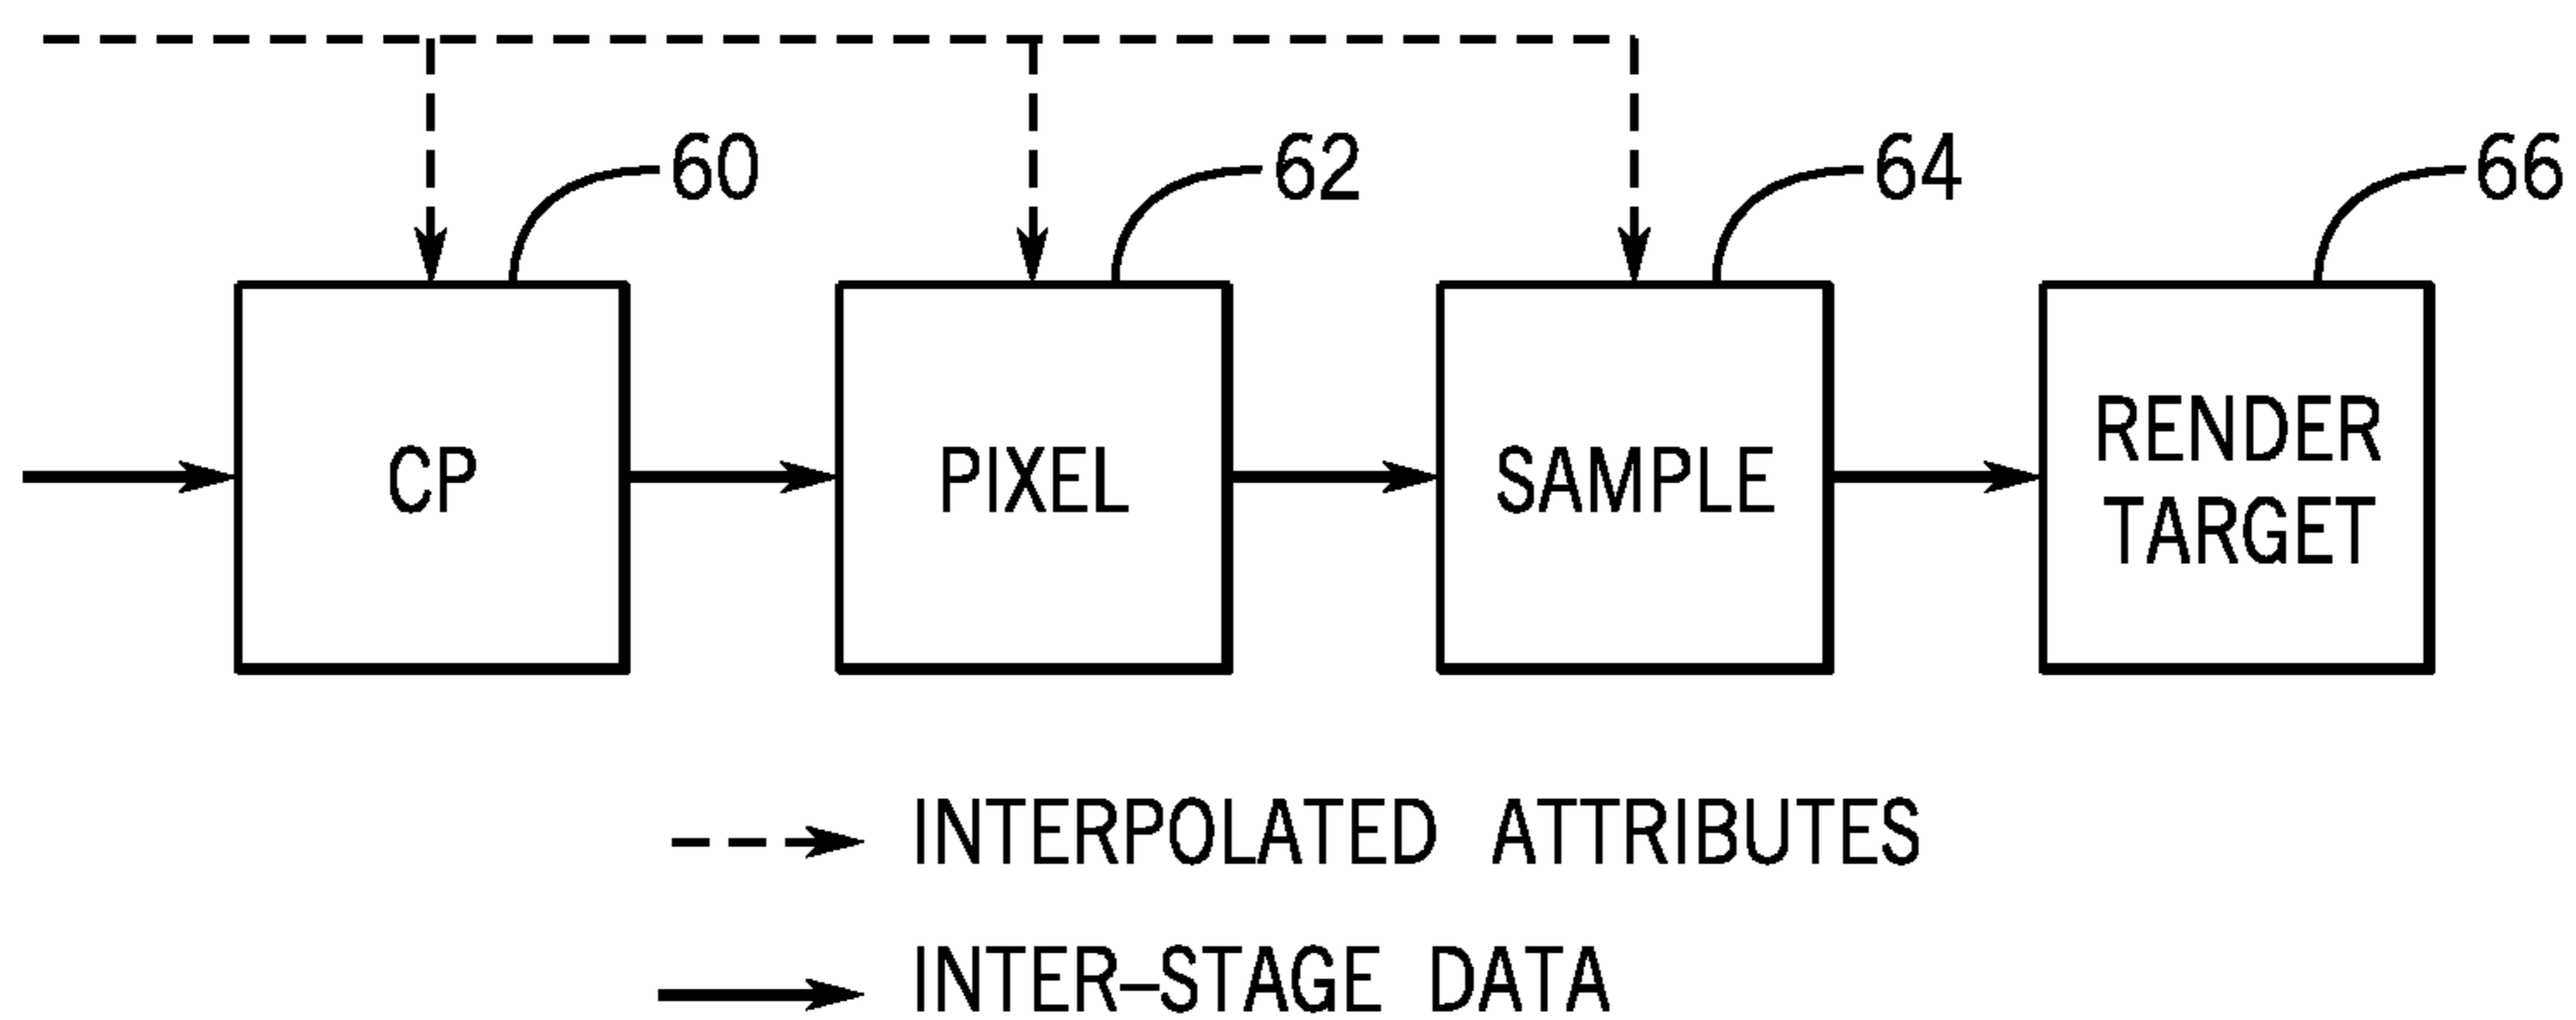 60
62
64
66
CP
PIXEL
SAMPLE
RENDER
TARGET
INTERPOLATED ATTRIBUTES
INTER–STAGE DATA